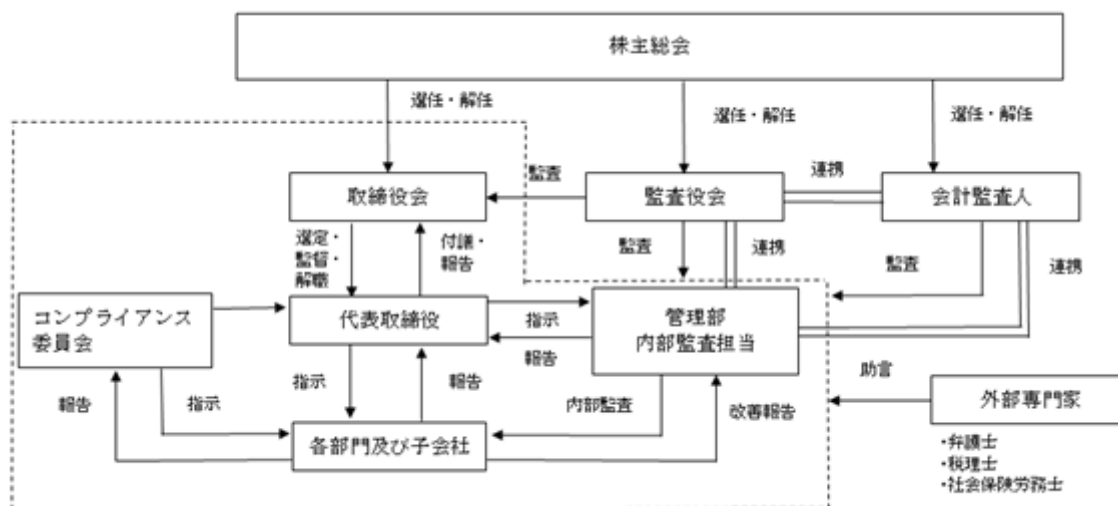 株主総会
選任・解任
選任・解任
選任・解任
監査
連携
取締役会
監査役会
会計監査人
選定・
監督・
解職
付議・
報告
監査
連携
監査
連携
コンプライアンス
委員会
代表取締役
指示
報告
管理部
内部監査担当
助言
報告
指示
指示
報告
内部監査
改善報告
外部専門家
各部門及び子会社
・弁護士
・税理士
・社会保険労務士